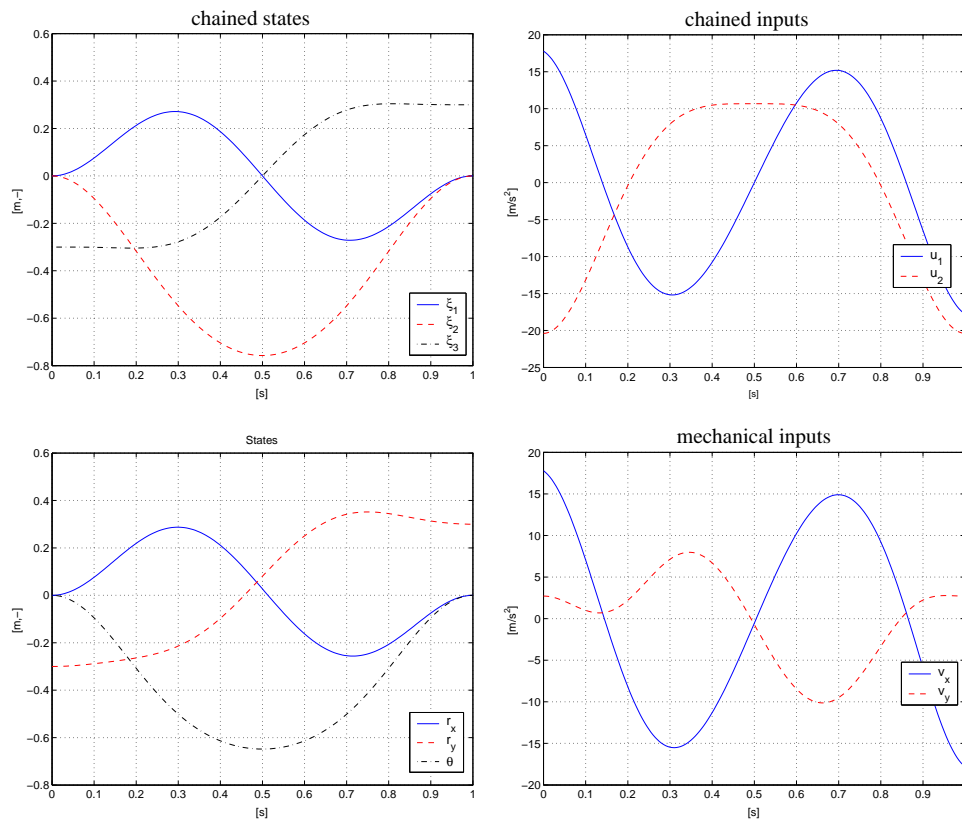 chained states
0.6
0.4
0.2
0
−0.2
−0.4
−0.6
−0.8
[m,−]
0 0.1 0.2 0.3 0.4 0.5 0.6 0.7 0.8 0.9 1
[s]
ξ1
ξ2
ξ3
chained inputs
20
15
10
5
0
−5
−10
−15
−20
−25
[m/s²]
0 0.1 0.2 0.3 0.4 0.5 0.6 0.7 0.8 0.9
[s]
u1
u2
States
0.6
0.4
0.2
0
−0.2
−0.4
−0.6
−0.8
[m,−]
0 0.1 0.2 0.3 0.4 0.5 0.6 0.7 0.8 0.9 1
[s]
r_x
r_y
θ
mechanical inputs
20
15
10
5
0
−5
−10
−15
−20
[m/s²]
0 0.1 0.2 0.3 0.4 0.5 0.6 0.7 0.8 0.9
[s]
v_x
v_y